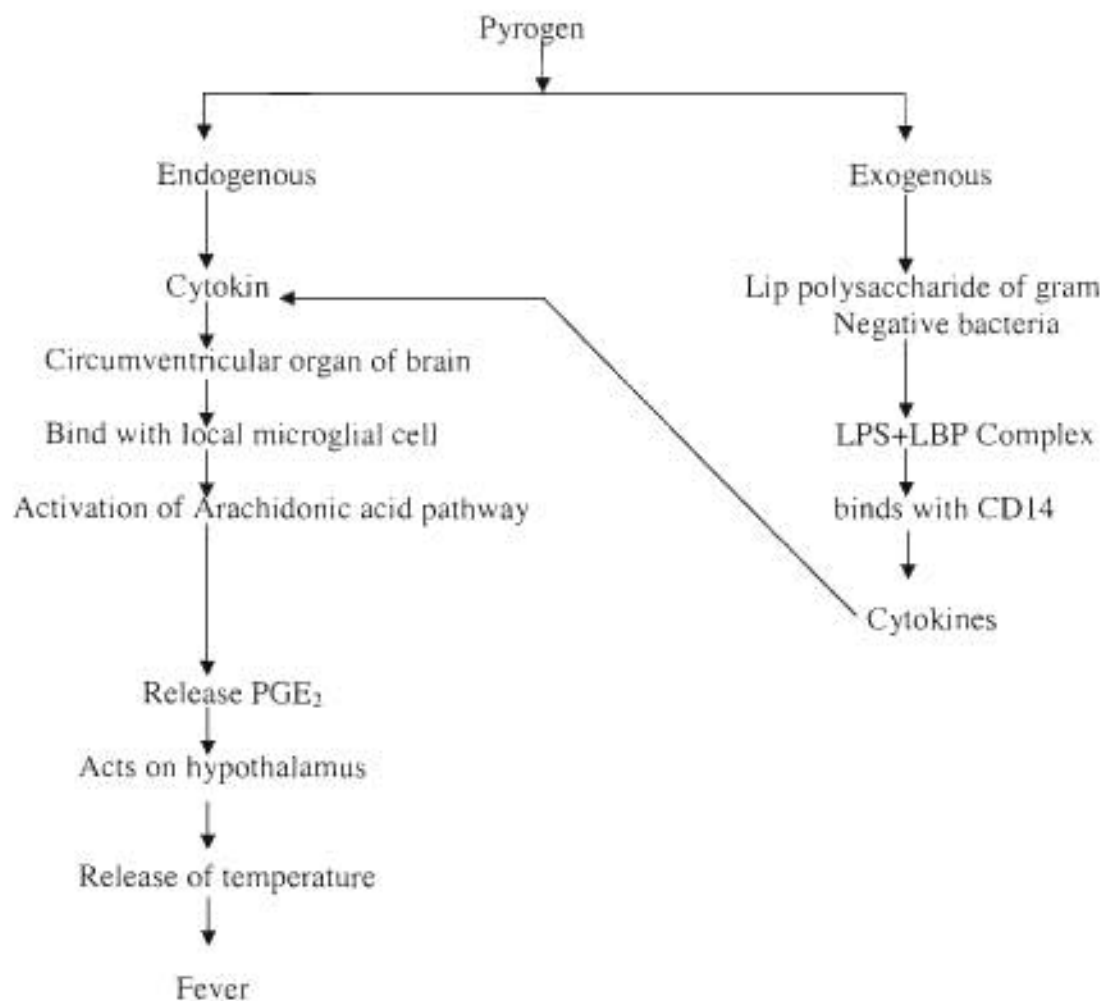 Pyrogen
Endogenous
Exogenous
Cytokin
Lip polysaccharide of gram
Negative bacteria
Circumventricular organ of brain
Bind with local microglial cell
LPS+LBP Complex
Activation of Arachidonic acid pathway
binds with CD14
Cytokines
Release PGE₂
Acts on hypothalamus
Release of temperature
Fever